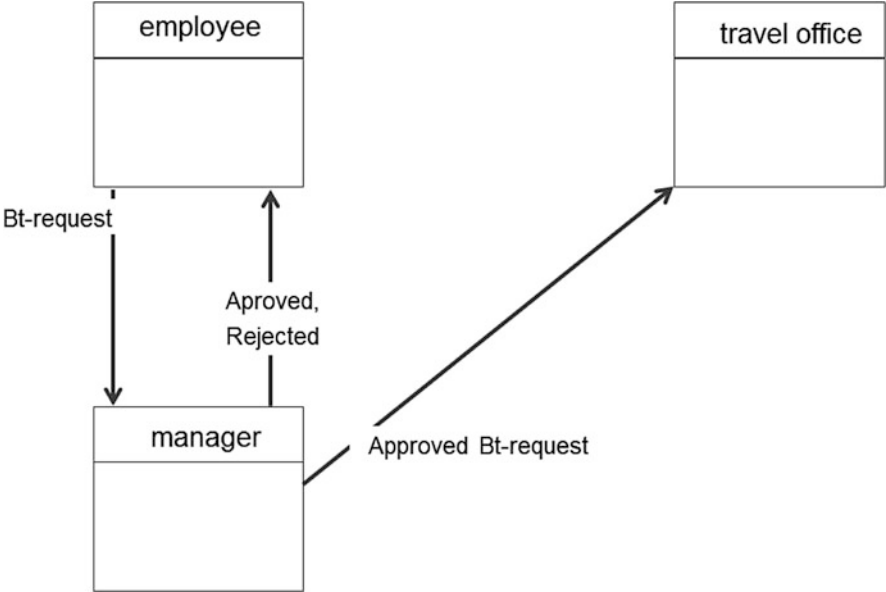 employee
travel office
Bt-request
Aproved,
Rejected
manager
Approved Bt-request